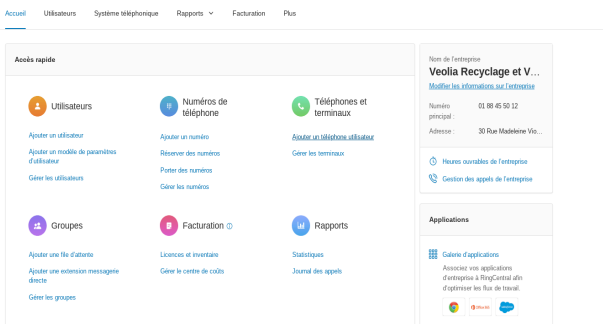 Accueil Utilisateurs Système téléphonique Rapports Facturation Plus
Accès rapide
Utilisateurs
Ajouter un utilisateur
Ajouter un modèle de paramètres
d'utilisateur
Gérer les utilisateurs
Numéros de
téléphone
Ajouter un numéro
Réserver des numéros
Porter des numéros
Gérer les numéros
Téléphones et
terminaux
Ajouter un téléphone utilisateur
Gérer les terminaux
Groupes
Ajouter une file d'attente
Ajouter une extension messagerie
directe
Gérer les groupes
Facturation
Licences et inventaire
Gérer le centre de coûts
Rapports
Statistiques
Journal des appels
Nom de l'entreprise
Veolia Recyclage et V…
Modifier les informations sur l'entreprise
Numéro 01 88 45 50 12
principal :
Adresse : 30 Rue Madeleine Vio…
Heures ouvrables de l'entreprise
Gestion des appels de l'entreprise
Applications
Galerie d'applications
Associez vos applications
d'entreprise à RingCentral afin
d'optimiser les flux de travail.
Office 365